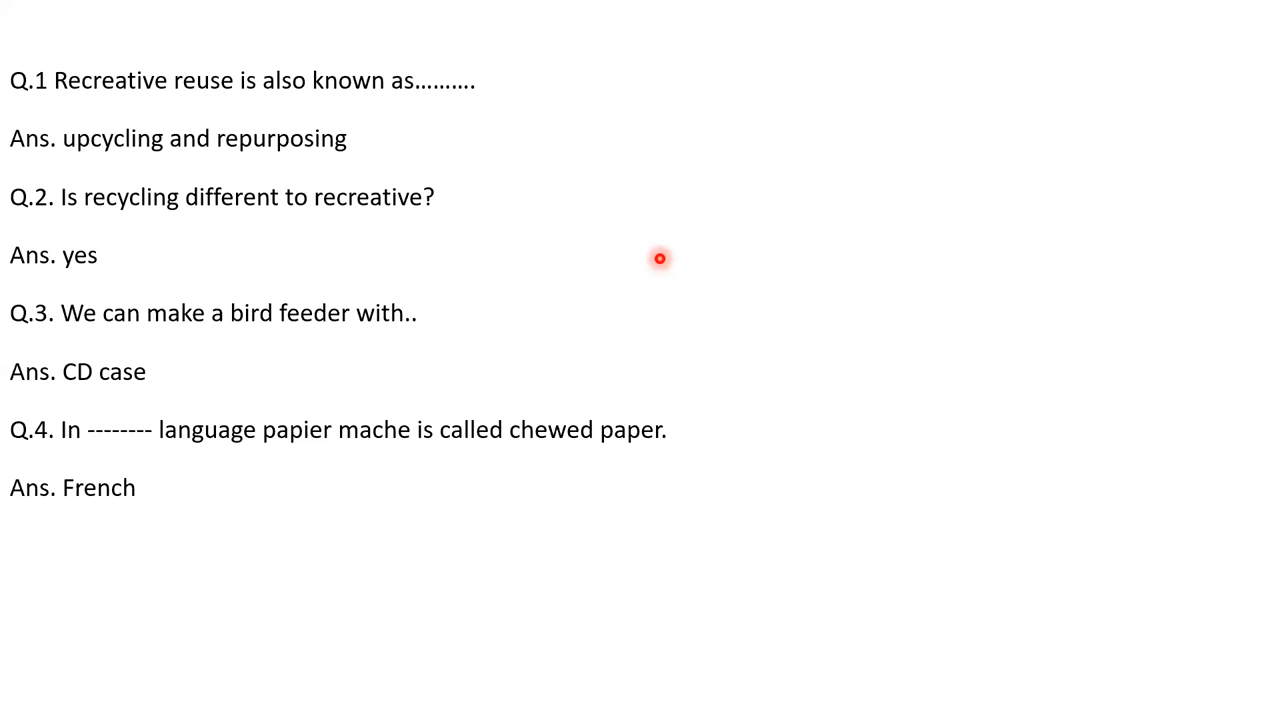 Q.1 Recreative reuse is also known as……….
Ans. upcycling and repurposing
Q.2. Is recycling different to recreative?
Ans. yes
Q.3. We can make a bird feeder with..
Ans. CD case
Q.4. In -------- language papier mache is called chewed paper.
Ans. French